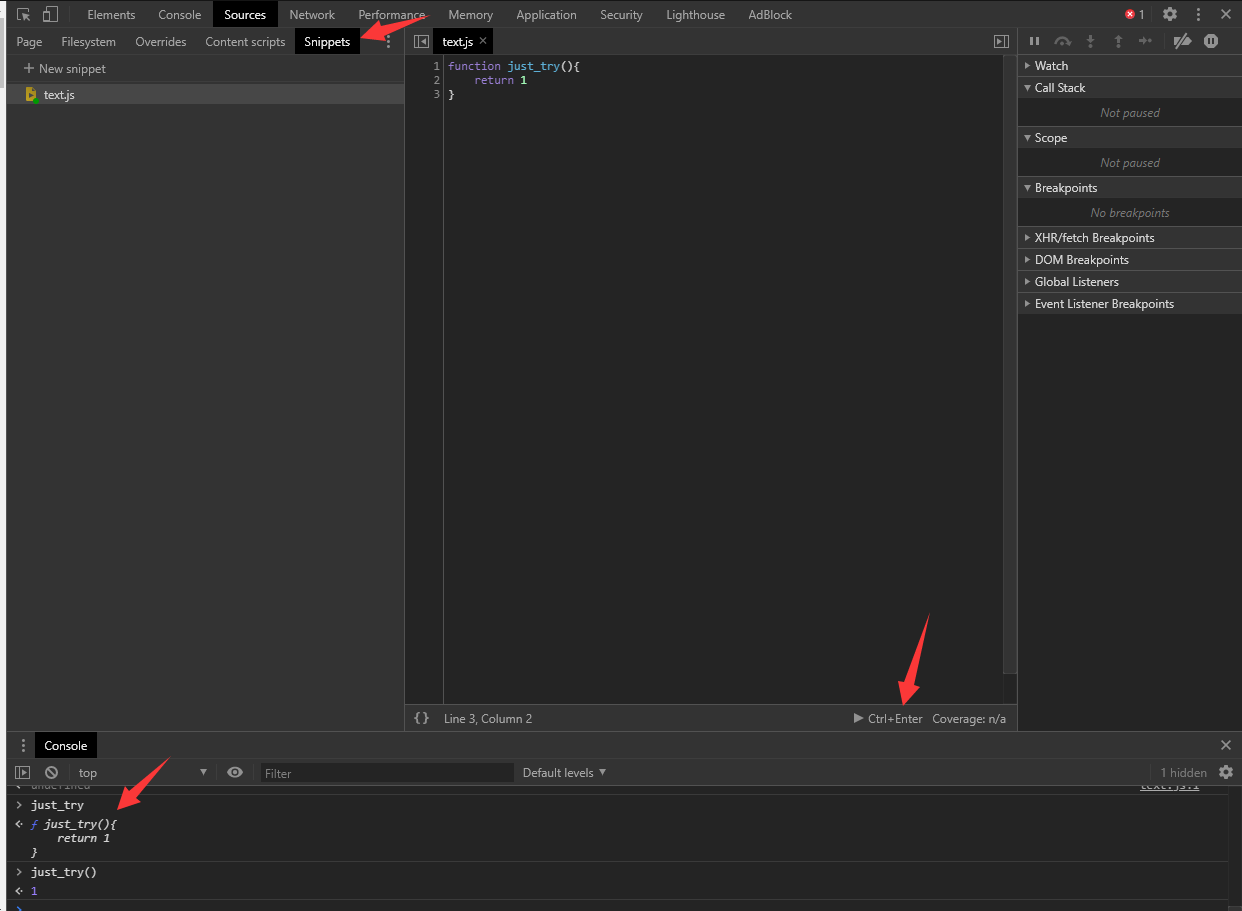 Elements Console Sources Network Performance Memory Application Security Lighthouse AdBlock 1
Page Filesystem Overrides Content scripts Snippets text.js
New snippet
text.js
1 function just_try(){
2 return 1
3 }
Watch
Call Stack
Not paused
Scope
Not paused
Breakpoints
No breakpoints
XHR/fetch Breakpoints
DOM Breakpoints
Global Listeners
Event Listener Breakpoints
{} Line 3, Column 2 Ctrl+Enter Coverage: n/a
Console
top Filter Default levels 1 hidden
undefined text.js:1
> just_try
f just_try(){
return 1
}
> just_try()
1